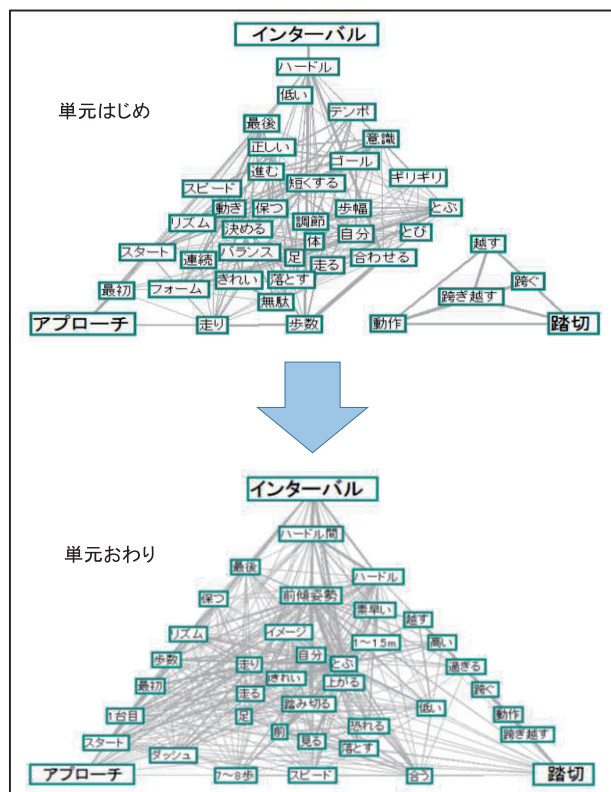 インターバル
ハードル
単元はじめ
低い
テンポ
最後
意識
正しい
ゴール
進む
ギリギリ
短くする
スピード
動き
保つ
歩幅
とぶ
リズム
調節
決める
自分
とび
体
スタート
バランス
足
合わせる
越す
連続
走る
きれい
落とす
跨ぐ
最初
フォーム
無駄
跨ぎ越す
アプローチ
走り
歩数
動作
踏切
インターバル
ハードル間
単元おわり
最後
ハードル
前傾姿勢
保つ
素早い
越す
リズム
イメージ
1～1.5m
高い
歩数
自分
走り
とぶ
過ぎる
最初
きれい
上がる
跨ぐ
走る
踏み切る
低い
1台目
足
動作
恐れる
前
跨ぎ越す
スタート
見る
落とす
ダッシュ
アプローチ
7～8歩
スピード
合う
踏切